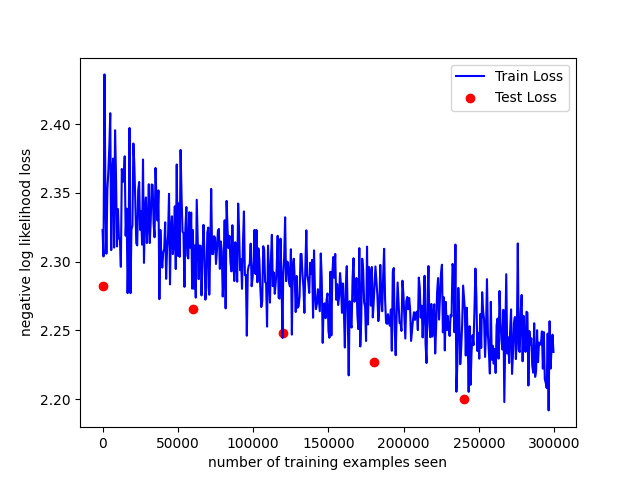 Train Loss
Test Loss
2.40
2.35
2.30
2.25
2.20
negative log likelihood loss
0 50000 100000 150000 200000 250000 300000
number of training examples seen